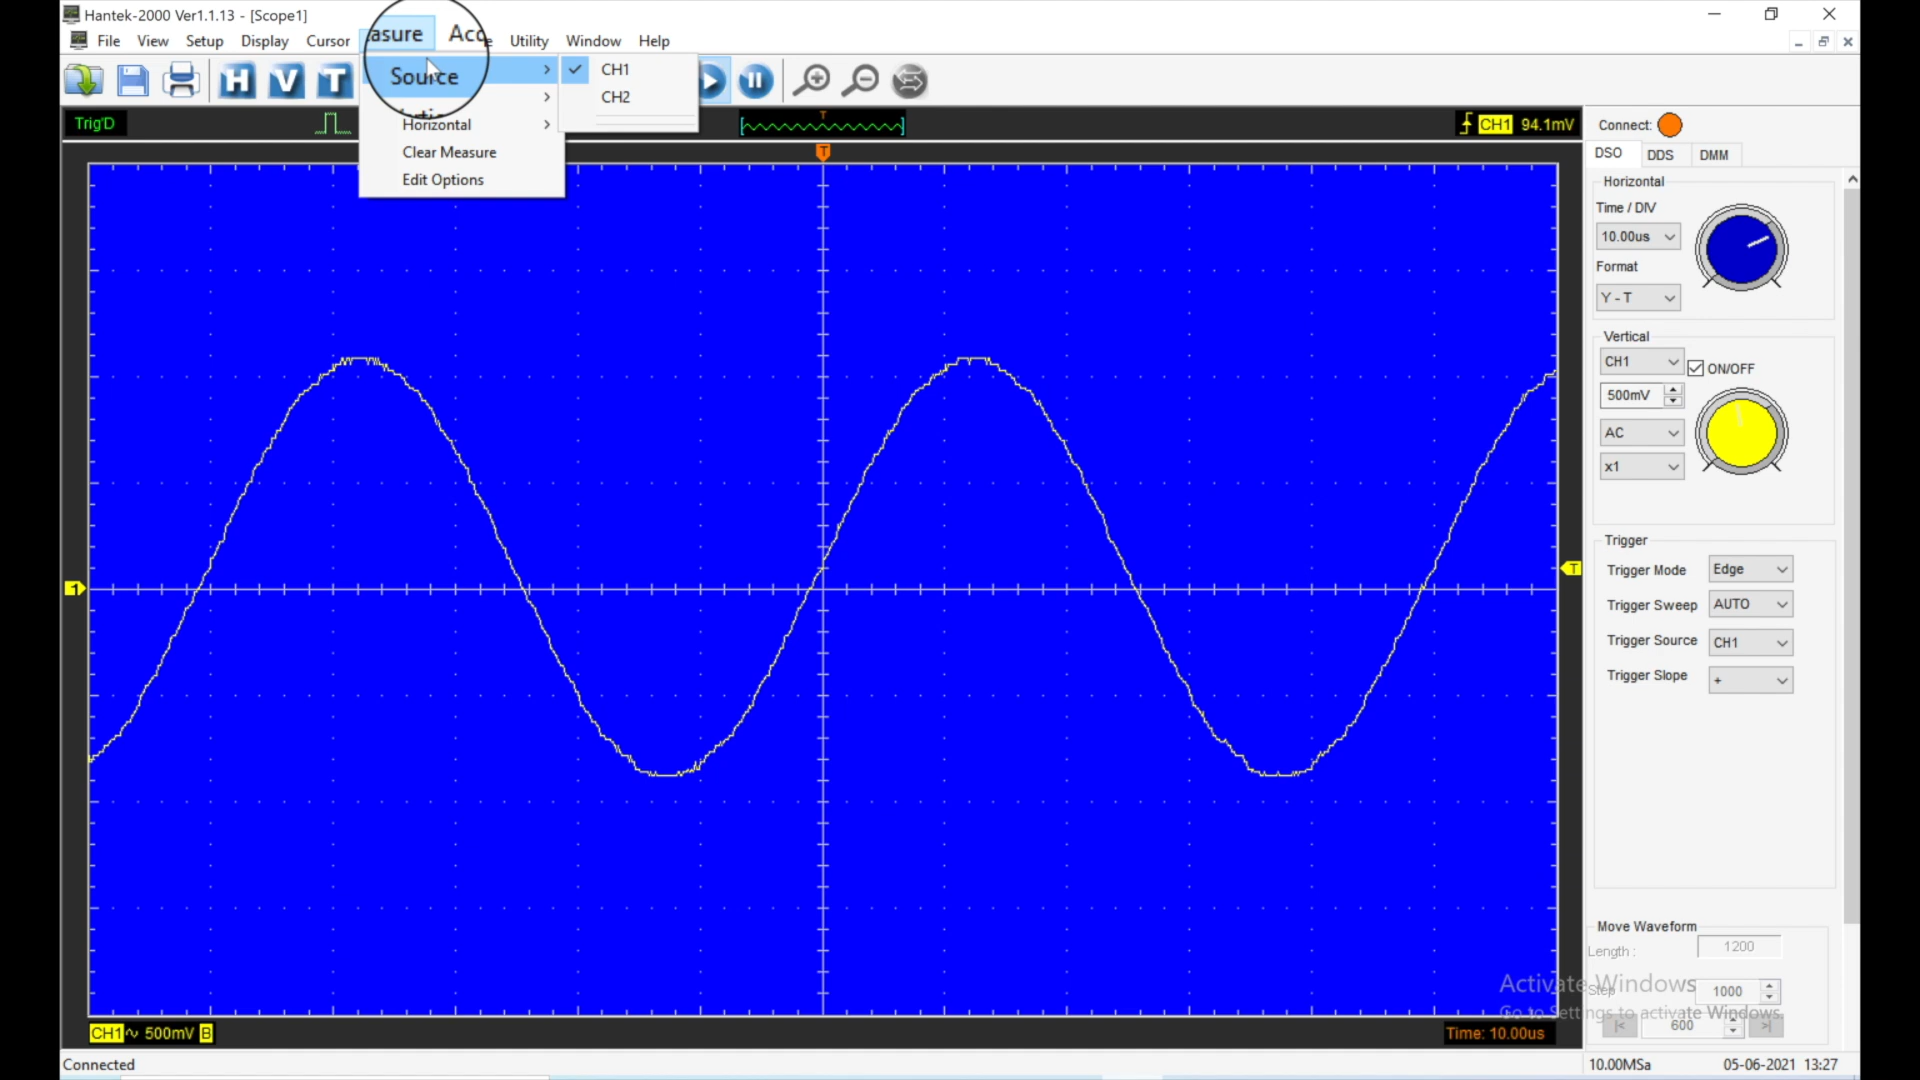 Hantek-2000 Ver1.1.13 - [Scope1]
File View Setup Display Cursor asure Acc e Utility Window Help
H V T
Source
CH1
CH2
Horizontal
Clear Measure
Edit Options
Trig'D
T
CH1 94.1mV
T
Connect:
DSO DDS DMM
Horizontal
Time / DIV
10.00us
Format
Y - T
Vertical
CH1
ON/OFF
500mV
AC
x1
1
T
Trigger
Trigger Mode Edge
Trigger Sweep AUTO
Trigger Source CH1
Trigger Slope +
Move Waveform
Length : 1200
Step 1000
600
Activate Windows
Go to Settings to activate Windows.
CH1 500mV B
Time: 10.00us
Connected
10.00MSa 05-06-2021 13:27